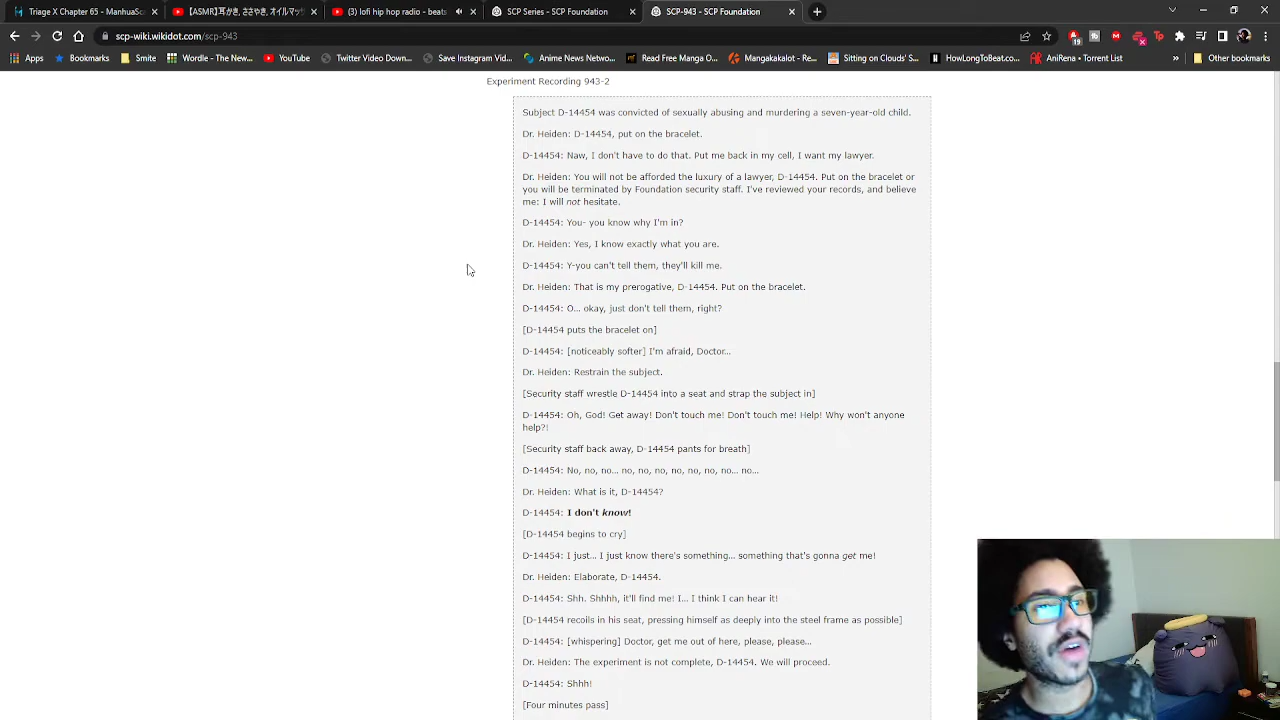 Triage X Chapter 65 - ManhuaSc
【ASMR】耳かき、ささやき、オイルマッサ
(3) lofi hip hop radio - beats
SCP Series - SCP Foundation
SCP-943 - SCP Foundation
scp-wiki.wikidot.com/scp-943
19
Apps Bookmarks Smite Wordle - The New... YouTube Twitter Video Down... Save Instagram Vid... Anime News Networ... Read Free Manga O... Mangakakalot - Re... Sitting on Clouds' S... HowLongToBeat.co... AniRena | Torrent List » Other bookmarks
Experiment Recording 943-2
Subject D-14454 was convicted of sexually abusing and murdering a seven-year-old child.
Dr. Heiden: D-14454, put on the bracelet.
D-14454: Naw, I don't have to do that. Put me back in my cell, I want my lawyer.
Dr. Heiden: You will not be afforded the luxury of a lawyer, D-14454. Put on the bracelet or
you will be terminated by Foundation security staff. I've reviewed your records, and believe
me: I will not hesitate.
D-14454: You- you know why I'm in?
Dr. Heiden: Yes, I know exactly what you are.
D-14454: Y-you can't tell them, they'll kill me.
Dr. Heiden: That is my prerogative, D-14454. Put on the bracelet.
D-14454: O... okay, just don't tell them, right?
[D-14454 puts the bracelet on]
D-14454: [noticeably softer] I'm afraid, Doctor...
Dr. Heiden: Restrain the subject.
[Security staff wrestle D-14454 into a seat and strap the subject in]
D-14454: Oh, God! Get away! Don't touch me! Don't touch me! Help! Why won't anyone
help?!
[Security staff back away, D-14454 pants for breath]
D-14454: No, no, no... no, no, no, no, no, no, no... no...
Dr. Heiden: What is it, D-14454?
D-14454: I don't know!
[D-14454 begins to cry]
D-14454: I just... I just know there's something... something that's gonna get me!
Dr. Heiden: Elaborate, D-14454.
D-14454: Shh. Shhhh, it'll find me! I... I think I can hear it!
[D-14454 recoils in his seat, pressing himself as deeply into the steel frame as possible]
D-14454: [whispering] Doctor, get me out of here, please, please...
Dr. Heiden: The experiment is not complete, D-14454. We will proceed.
D-14454: Shhh!
[Four minutes pass]